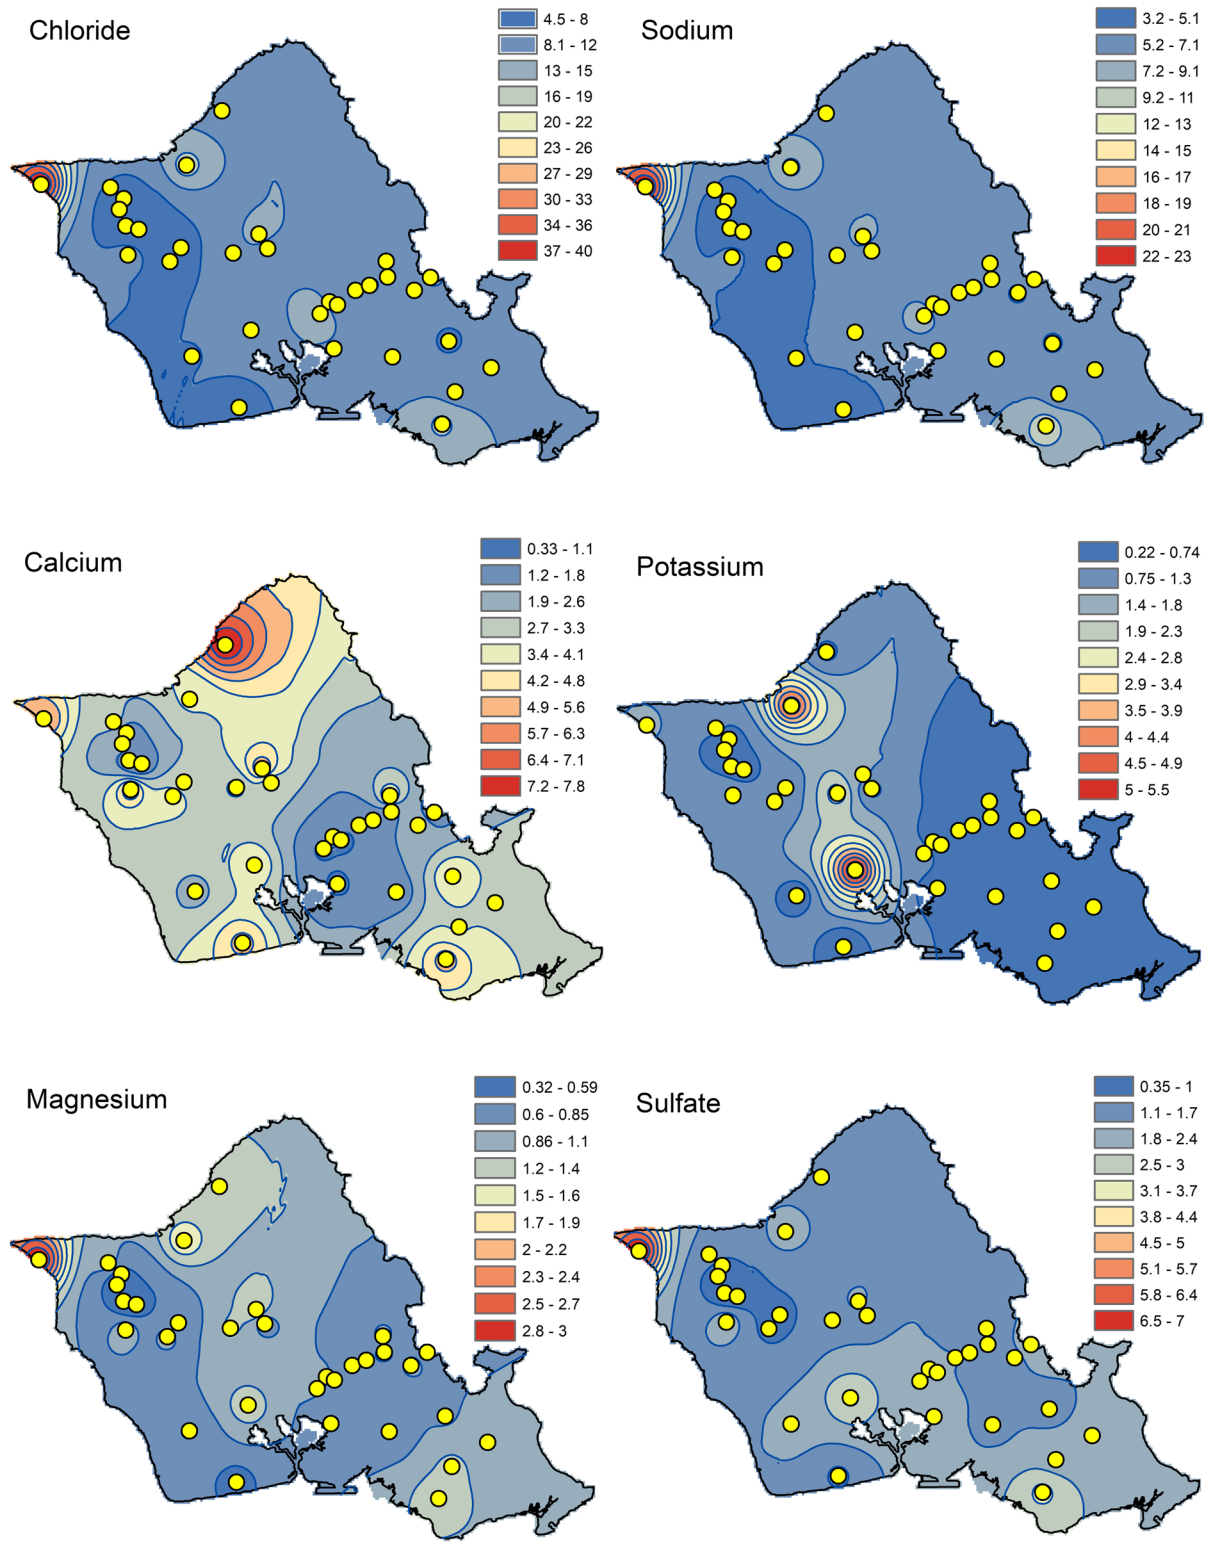 Chloride
4.5 - 8
8.1 - 12
13 - 15
16 - 19
20 - 22
23 - 26
27 - 29
30 - 33
34 - 36
37 - 40
Sodium
3.2 - 5.1
5.2 - 7.1
7.2 - 9.1
9.2 - 11
12 - 13
14 - 15
16 - 17
18 - 19
20 - 21
22 - 23
Calcium
0.33 - 1.1
1.2 - 1.8
1.9 - 2.6
2.7 - 3.3
3.4 - 4.1
4.2 - 4.8
4.9 - 5.6
5.7 - 6.3
6.4 - 7.1
7.2 - 7.8
Potassium
0.22 - 0.74
0.75 - 1.3
1.4 - 1.8
1.9 - 2.3
2.4 - 2.8
2.9 - 3.4
3.5 - 3.9
4 - 4.4
4.5 - 4.9
5 - 5.5
Magnesium
0.32 - 0.59
0.6 - 0.85
0.86 - 1.1
1.2 - 1.4
1.5 - 1.6
1.7 - 1.9
2 - 2.2
2.3 - 2.4
2.5 - 2.7
2.8 - 3
Sulfate
0.35 - 1
1.1 - 1.7
1.8 - 2.4
2.5 - 3
3.1 - 3.7
3.8 - 4.4
4.5 - 5
5.1 - 5.7
5.8 - 6.4
6.5 - 7